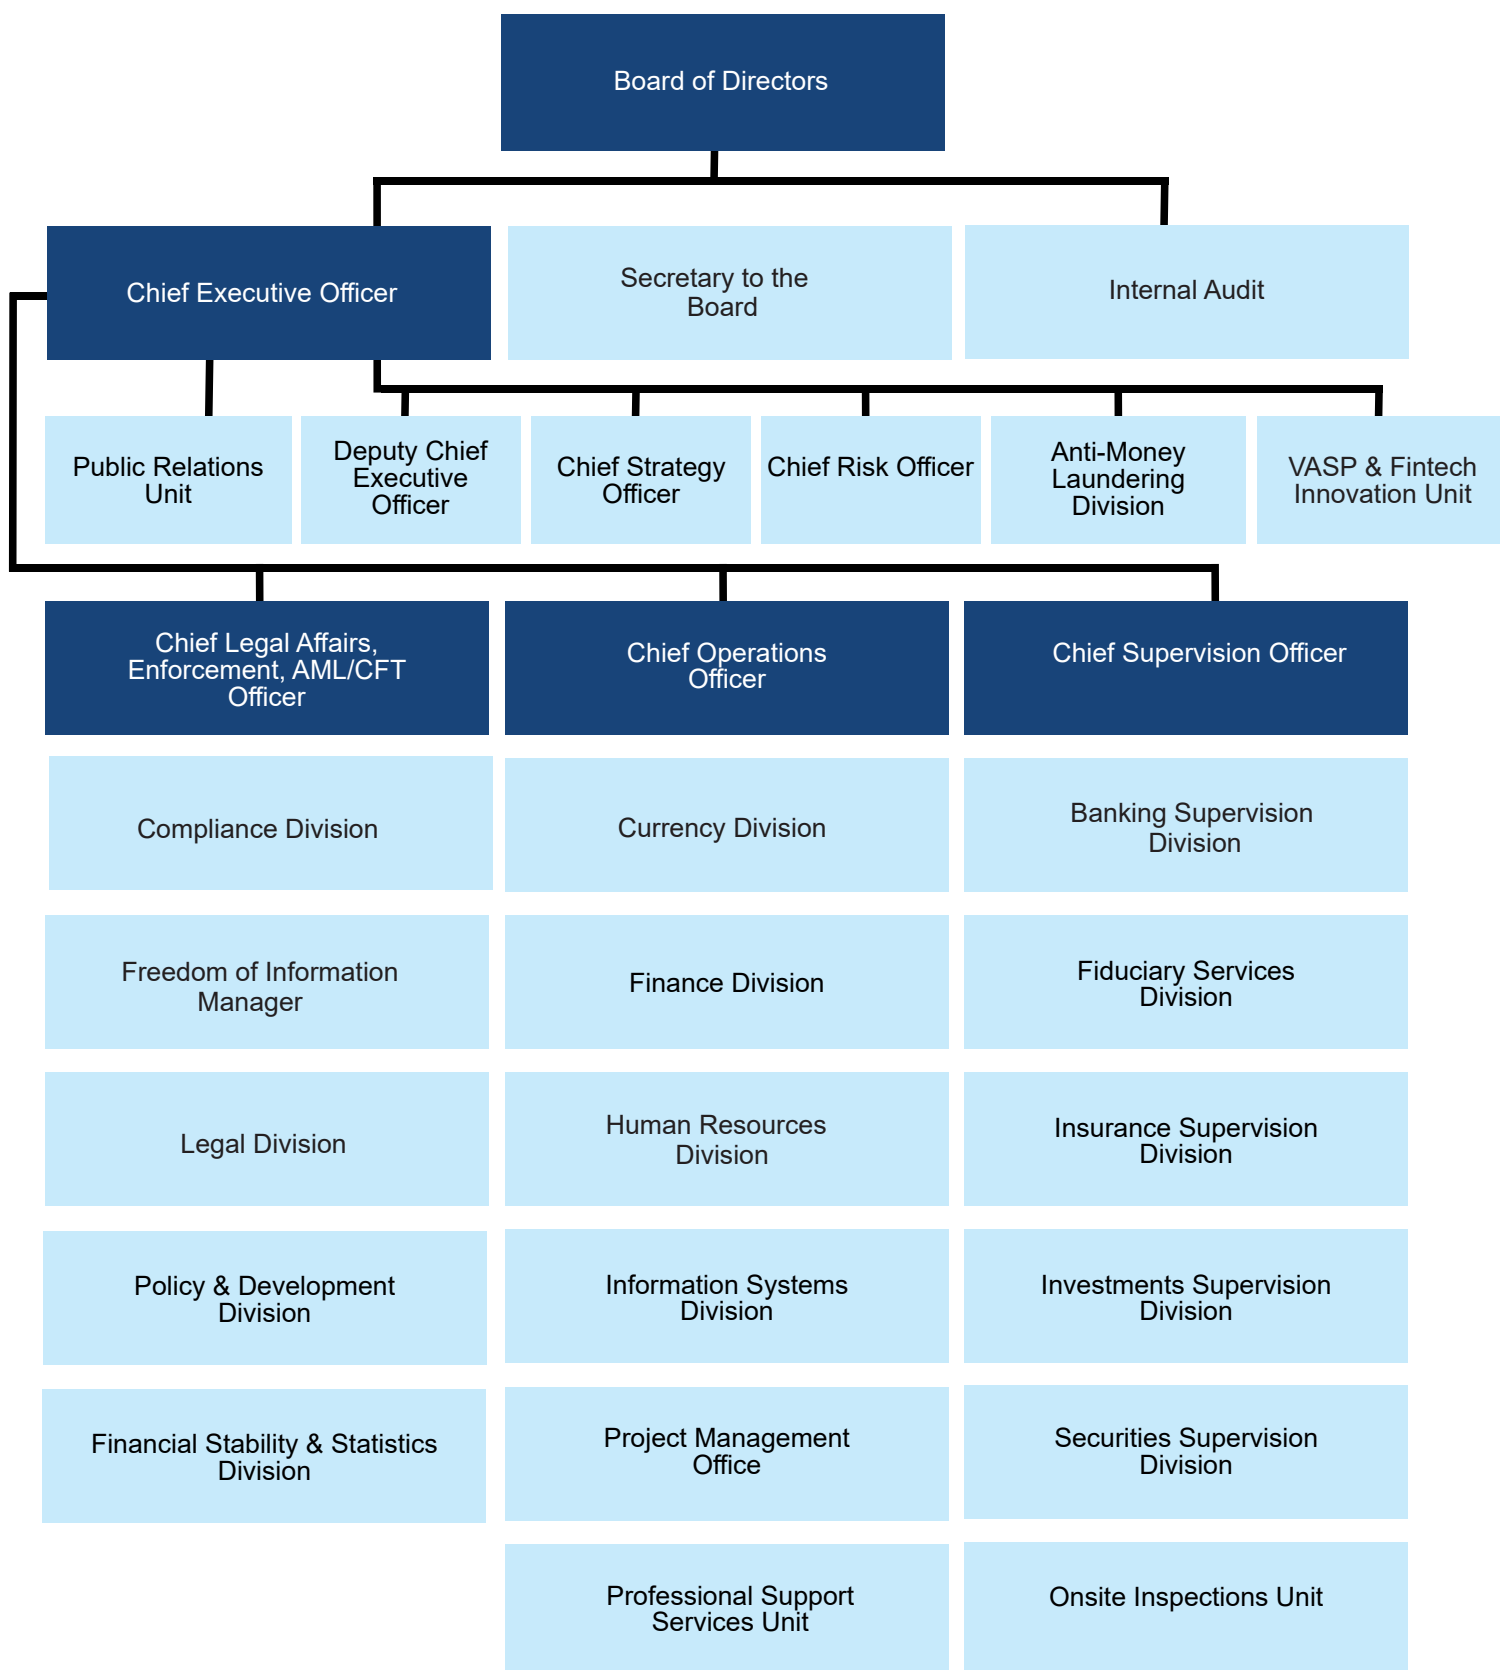 Board of Directors
Chief Executive Officer
Secretary to the
Board
Internal Audit
Public Relations
Unit
Deputy Chief
Executive
Officer
Chief Strategy
Officer
Chief Risk Officer
Anti-Money
Laundering
Division
VASP & Fintech
Innovation Unit
Chief Legal Affairs,
Enforcement, AML/CFT
Officer
Chief Operations
Officer
Chief Supervision Officer
Compliance Division
Currency Division
Banking Supervision
Division
Freedom of Information
Manager
Finance Division
Fiduciary Services
Division
Legal Division
Human Resources
Division
Insurance Supervision
Division
Policy & Development
Division
Information Systems
Division
Investments Supervision
Division
Financial Stability & Statistics
Division
Project Management
Office
Securities Supervision
Division
Professional Support
Services Unit
Onsite Inspections Unit